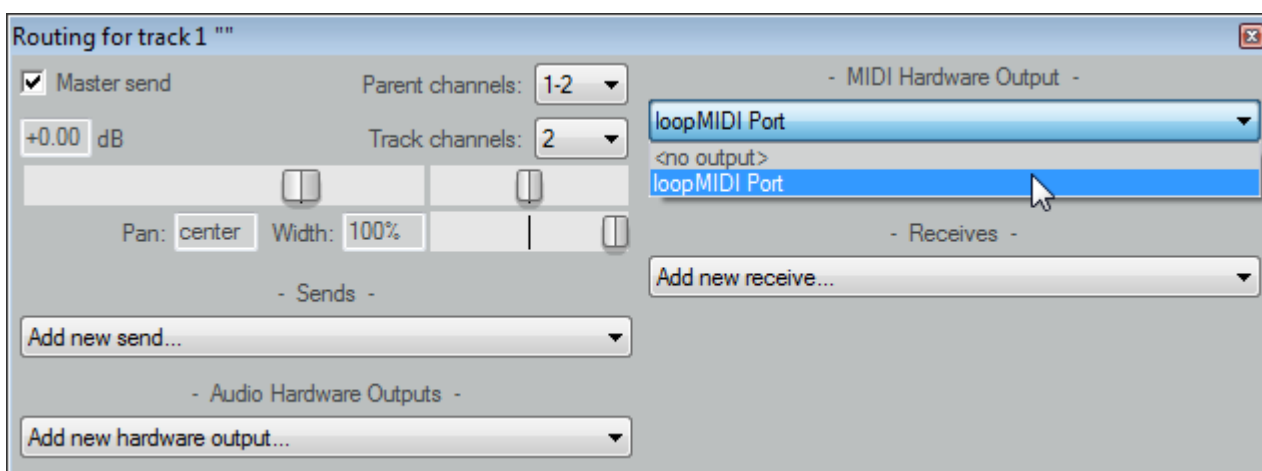 Routing for track 1 ""
Master send
Parent channels: 1-2
+0.00 dB
Track channels: 2
Pan: center Width: 100%
- Sends -
Add new send...
- Audio Hardware Outputs -
Add new hardware output...
- MIDI Hardware Output -
loopMIDI Port
<no output>
loopMIDI Port
- Receives -
Add new receive...